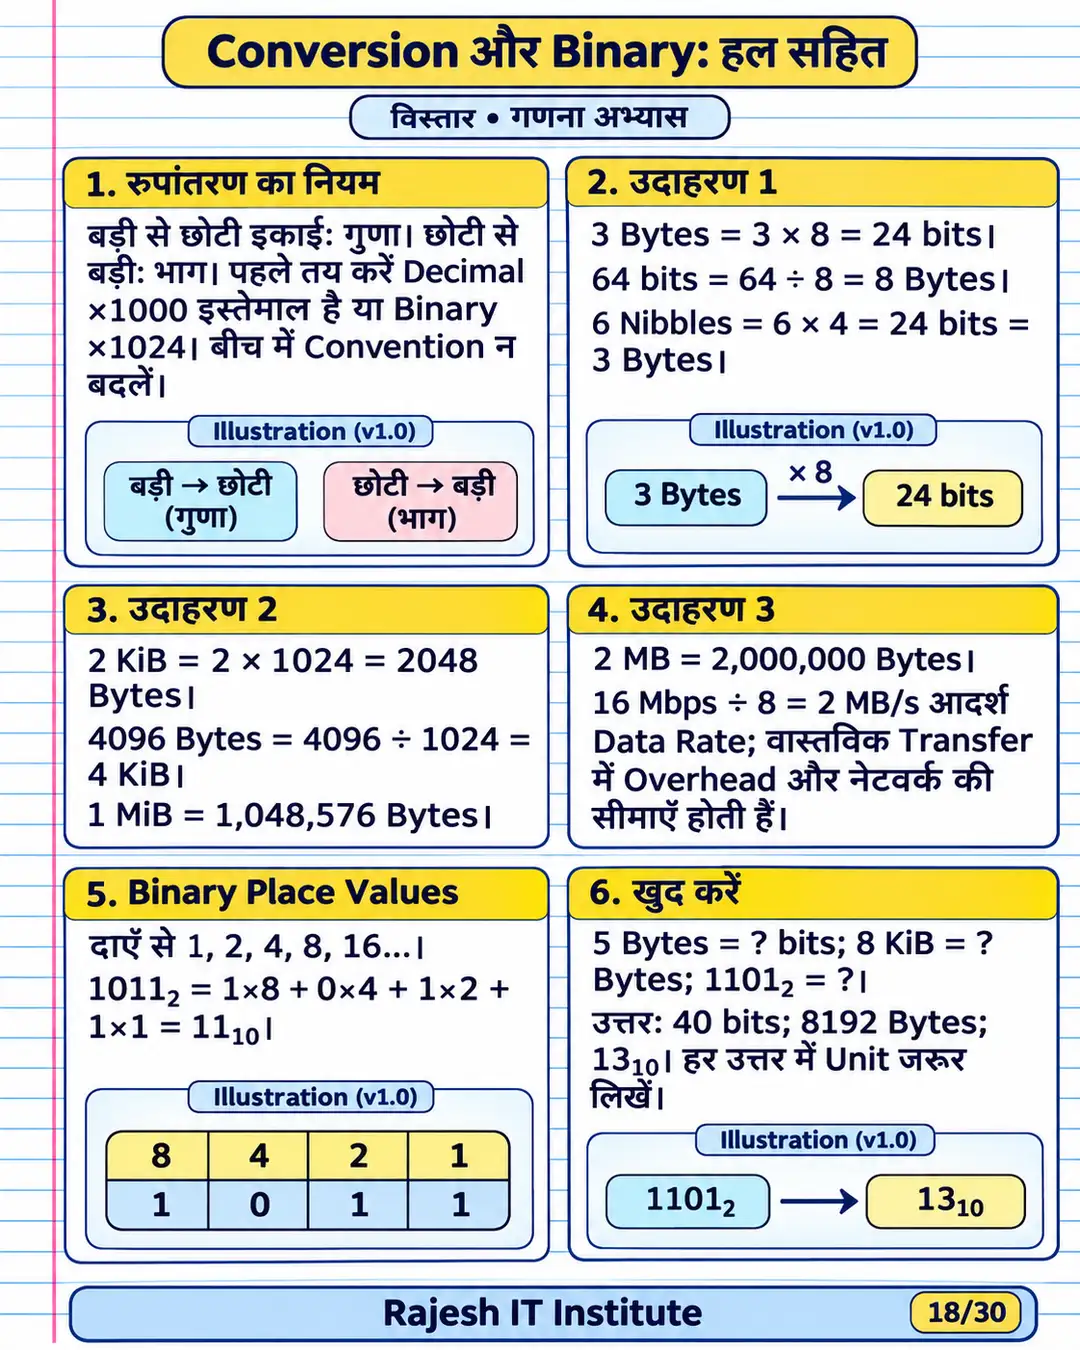 Conversion और Binary: हल सहित
विस्तार • गणना अभ्यास
1. रुपांतरण का नियम
बड़ी से छोटी इकाई: गुणा। छोटी से
बड़ी: भाग। पहले तय करें Decimal
×1000 इस्तेमाल है या Binary
×1024। बीच में Convention न
बदलें।
Illustration (v1.0)
बड़ी → छोटी
(गुणा)
छोटी → बड़ी
(भाग)
2. उदाहरण 1
3 Bytes = 3 × 8 = 24 bits।
64 bits = 64 ÷ 8 = 8 Bytes।
6 Nibbles = 6 × 4 = 24 bits =
3 Bytes।
Illustration (v1.0)
3 Bytes
× 8
24 bits
3. उदाहरण 2
2 KiB = 2 × 1024 = 2048
Bytes।
4096 Bytes = 4096 ÷ 1024 =
4 KiB।
1 MiB = 1,048,576 Bytes।
4. उदाहरण 3
2 MB = 2,000,000 Bytes।
16 Mbps ÷ 8 = 2 MB/s आदर्श
Data Rate; वास्तविक Transfer
में Overhead और नेटवर्क की
सीमाऍ होती हैं।
5. Binary Place Values
दाऍ से 1, 2, 4, 8, 16...।
1011₂ = 1×8 + 0×4 + 1×2 +
1×1 = 11₁₀।
Illustration (v1.0)
8 4 2 1
1 0 1 1
6. खुद करें
5 Bytes = ? bits; 8 KiB = ?
Bytes; 1101₂ = ?।
उत्तर: 40 bits; 8192 Bytes;
13₁₀। हर उत्तर में Unit जरूर
लिखें।
Illustration (v1.0)
1101₂ → 13₁₀
Rajesh IT Institute
18/30